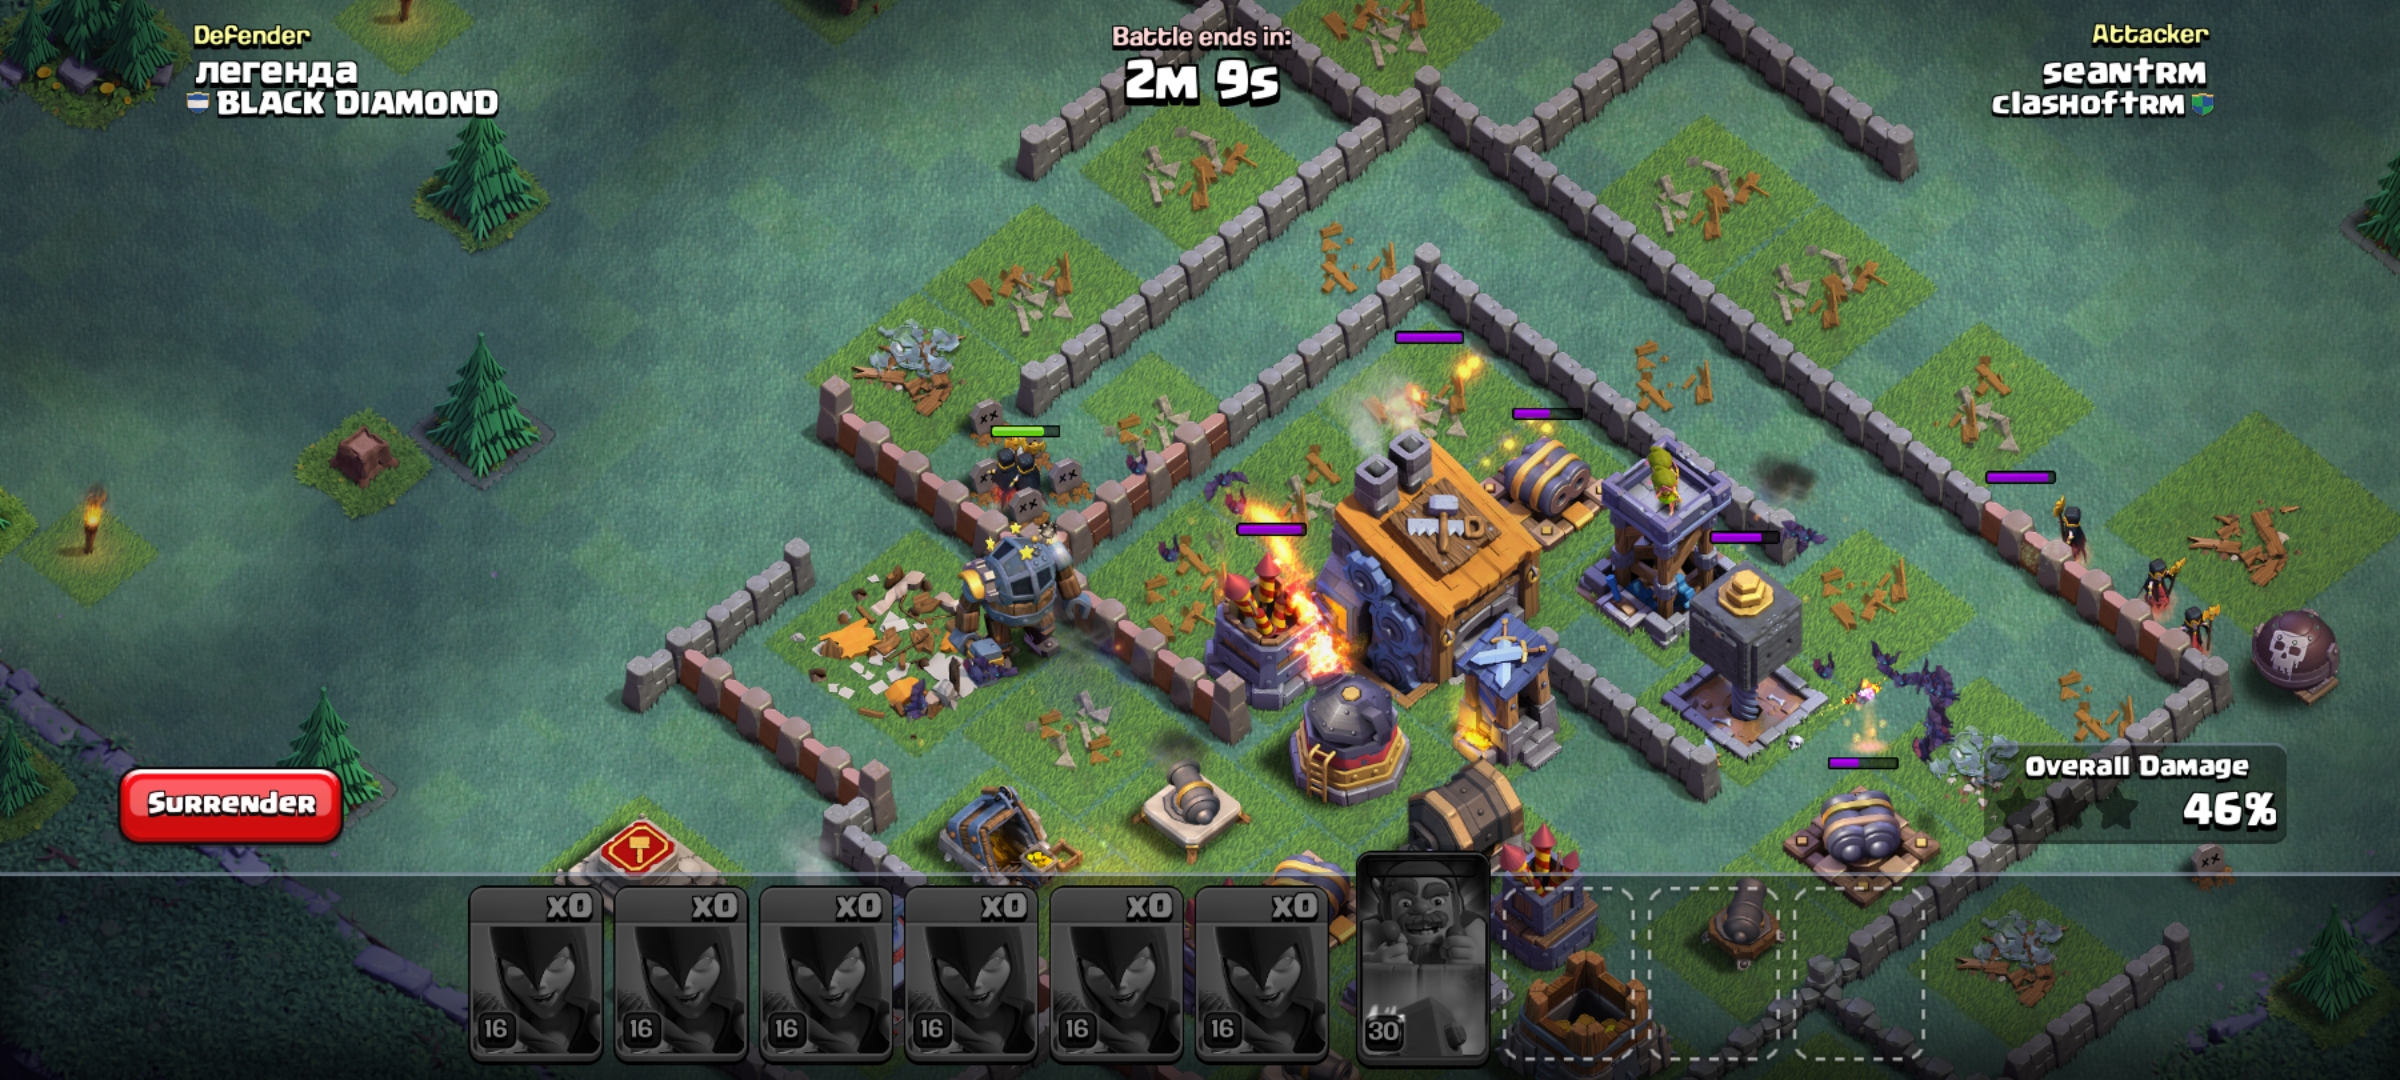 Defender
легенда
BLACK DIAMOND
Battle ends in:
2M 9s
Attacker
seantRM
clashoftRM
Surrender
Overall Damage
46%
x0
x0
x0
x0
x0
x0
16
16
16
16
16
16
30